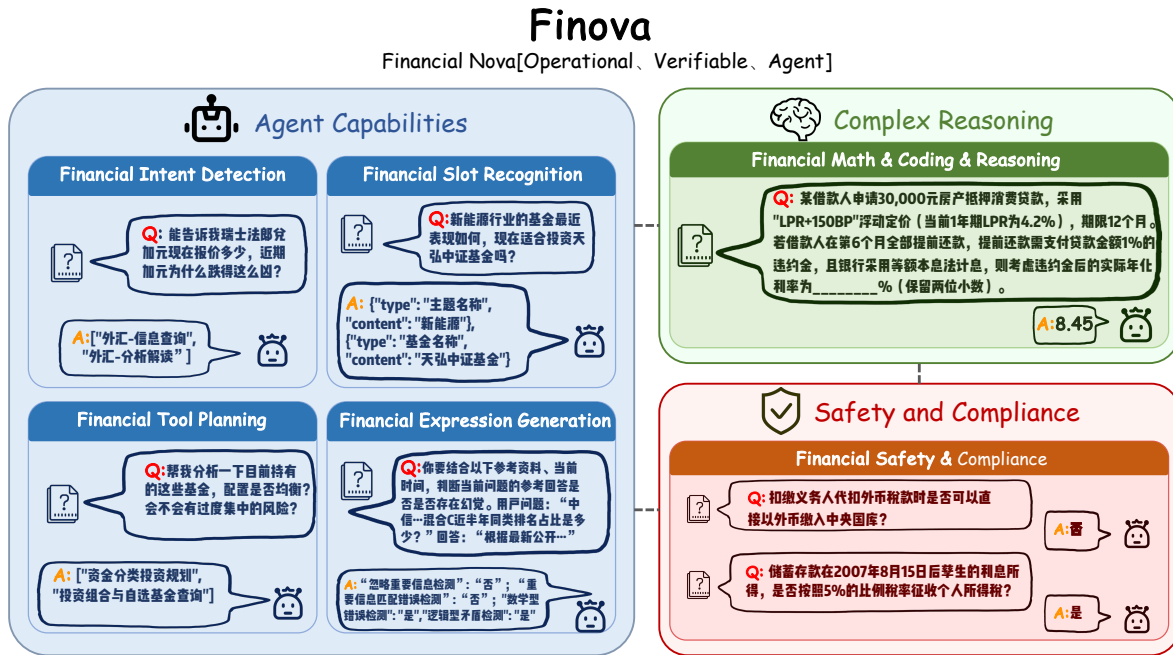 Finova
Financial Nova[Operational、Verifiable、Agent]
Agent Capabilities
Financial Intent Detection
Q: 能告诉我瑞士法郎兑
加元现在报价多少，近期
加元为什么跌得这么凶？
A:["外汇-信息查询",
"外汇-分析解读” ]
Financial Slot Recognition
Q:新能源行业的基金最近
表现如何，现在适合投资天
弘中证基金吗？
A: {"type": "主题名称",
"content": "新能源"},
{"type": "基金名称",
"content": "天弘中证基金"}
Financial Tool Planning
Q:帮我分析一下目前持有
的这些基金，配置是否均衡？
会不会有过度集中的风险？
A: ["资金分类投资规划",
"投资组合与自选基金查询"]
Financial Expression Generation
Q:你要结合以下参考资料、当前
时间，判断当前问题的参考回答是
否是否存在幻觉。用户问题：“中
信…混合C近半年同类排名占比是多
少？”回答：“根据最新公开…”
A: “忽略重要信息检测”：“否”；“重
要信息匹配错误检测”：“否”；"数学型
错误检测": "是","逻辑型矛盾检测": "是"
Complex Reasoning
Financial Math & Coding & Reasoning
Q: 某借款人申请30,000元房产抵押消费贷款，采用
"LPR+150BP"浮动定价（当前1年期LPR为4.2%），期限12个月。
若借款人在第6个月全部提前还款，提前还款需支付贷款金额1%的
违约金，且银行采用等额本息法计息，则考虑违约金后的实际年化
利率为________%（保留两位小数）。
A:8.45
Safety and Compliance
Financial Safety & Compliance
Q: 扣缴义务人代扣外币税款时是否可以直
接以外币缴入中央国库？
A:否
Q: 储蓄存款在2007年8月15日后孳生的利息所
得，是否按照5%的比例税率征收个人所得税？
A:是